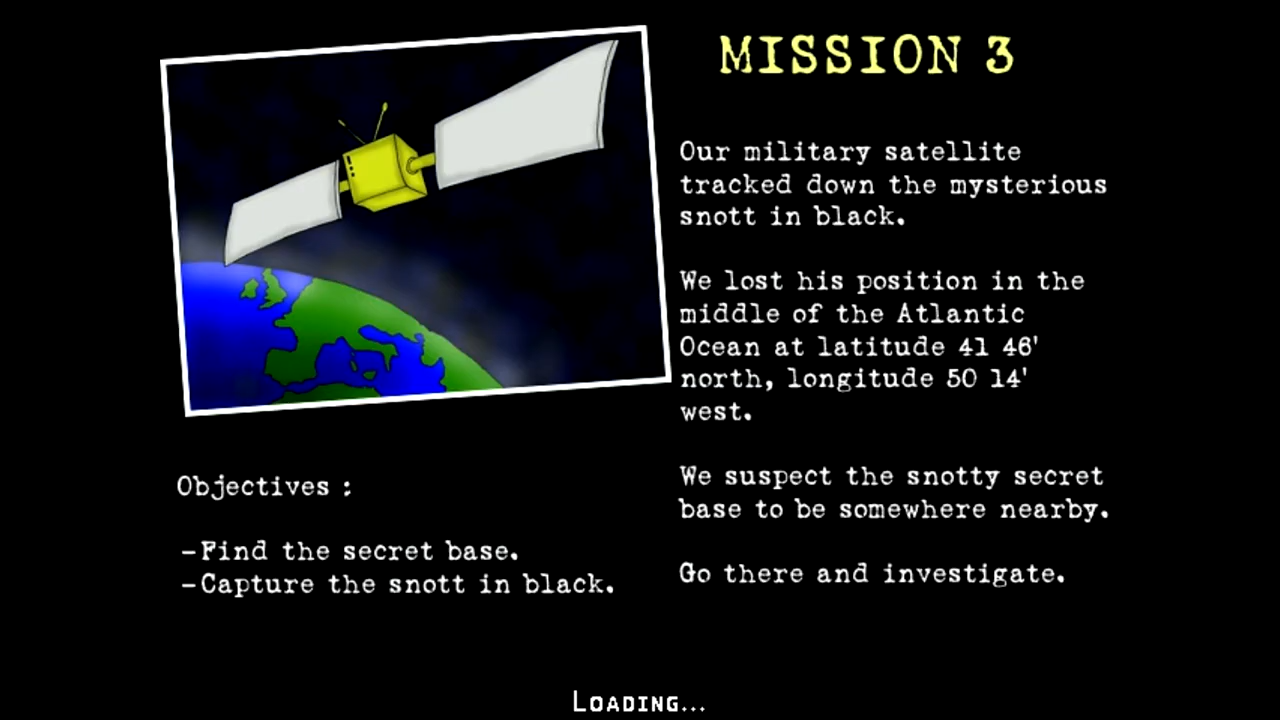 MISSION 3
Our military satellite
tracked down the mysterious
snott in black.
We lost his position in the
middle of the Atlantic
Ocean at latitude 41 46'
north, longitude 50 14'
west.
We suspect the snotty secret
base to be somewhere nearby.
Go there and investigate.
Objectives :
-Find the secret base.
-Capture the snott in black.
LOADING...